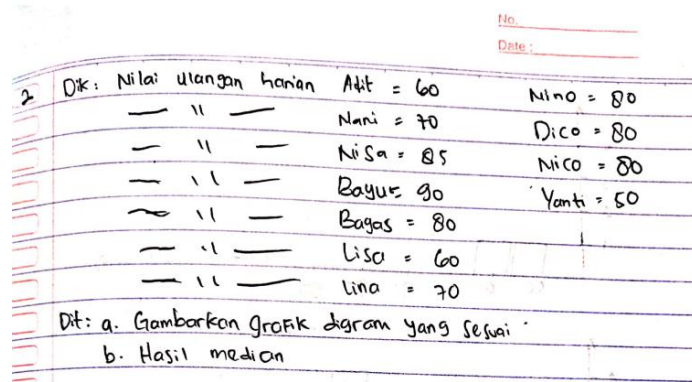 No.
Date :
2 Dik : Nilai ulangan harian Adit = 60 Nino = 80
— " — Nani = 70 Dico = 80
— " — Nisa = 85 Nico = 80
— " — Bayu = 90 Yanti = 50
— " — Bagas = 80
— " — Lisa = 60
— " — Lina = 70
Dit : a. Gambarkan grafik digram yang sesuai
b. Hasil median